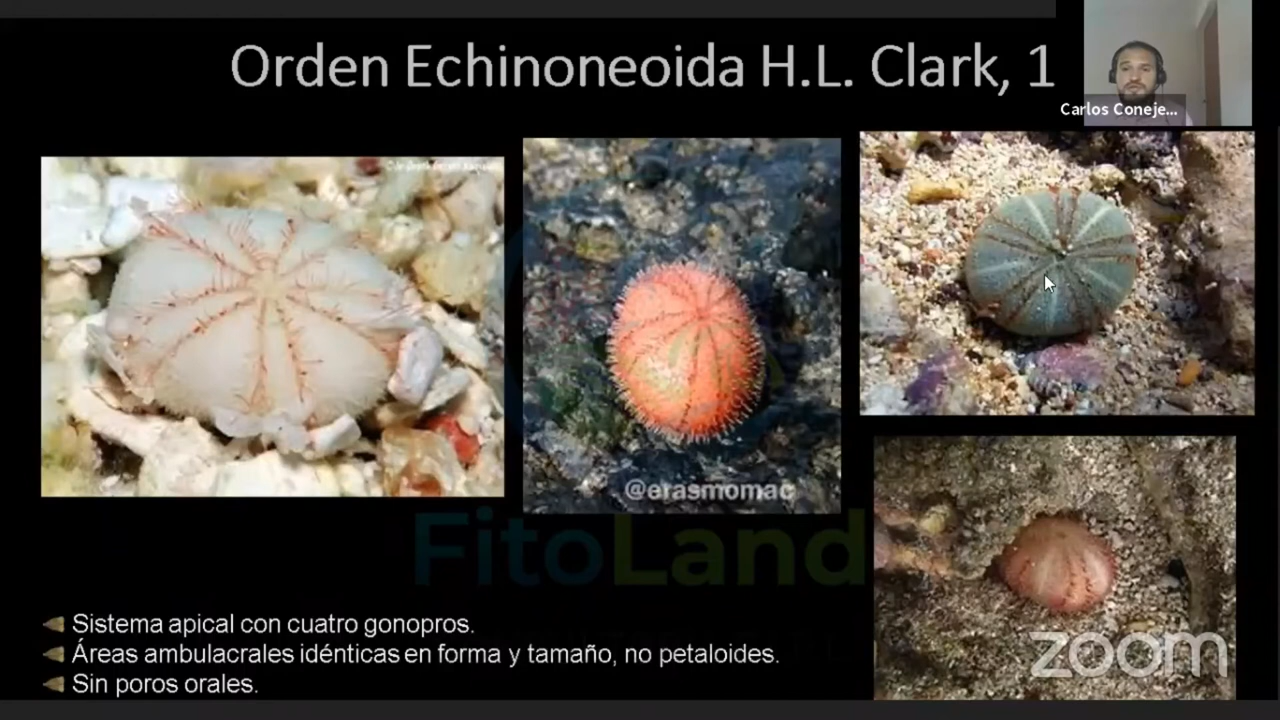 Orden Echinoneoida H.L. Clark, 1
Carlos Coneje...
@erasmomac
FitoLand
Sistema apical con cuatro gonopros.
Áreas ambulacrales idénticas en forma y tamaño, no petaloides.
Sin poros orales.
zoom